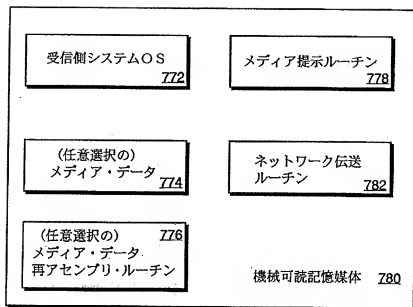 受信側システムOS
772
メディア提示ルーチン
778
(任意選択の)
メディア・データ
774
ネットワーク伝送
ルーチン
782
(任意選択の)
776
メディア・データ
再アセンブリ・ルーチン
機械可読記憶媒体 780